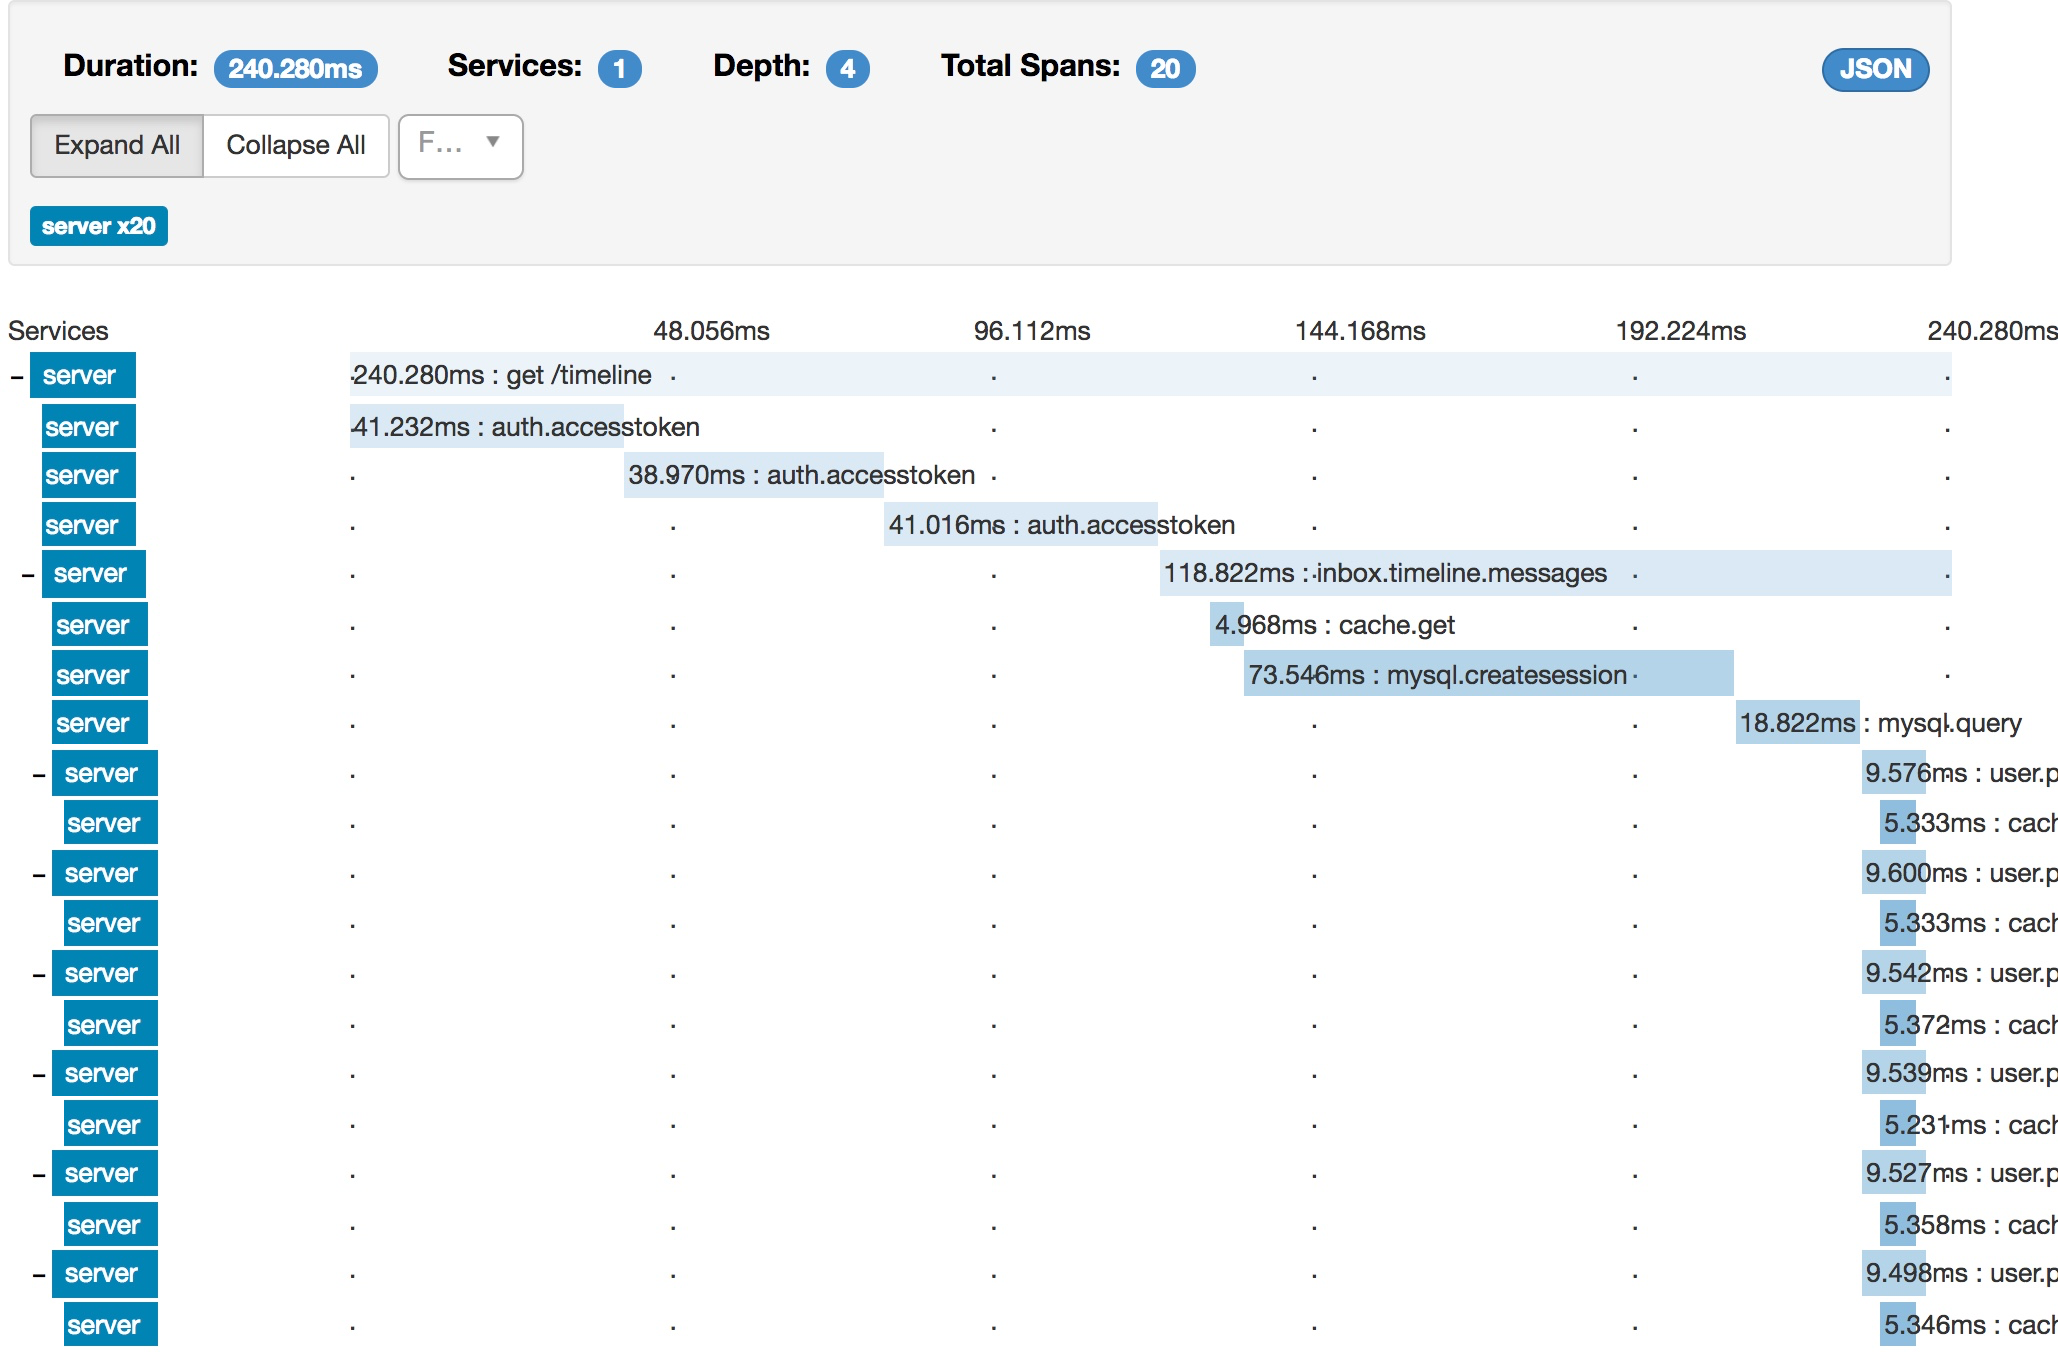 Duration: 240.280ms Services: 1 Depth: 4 Total Spans: 20 JSON
Expand All Collapse All F...
server x20
Services 48.056ms 96.112ms 144.168ms 192.224ms 240.280ms
server 240.280ms : get /timeline
server 41.232ms : auth.accesstoken
server 38.970ms : auth.accesstoken
server 41.016ms : auth.accesstoken
server 118.822ms : inbox.timeline.messages
server 4.968ms : cache.get
server 73.546ms : mysql.createsession
server 18.822ms : mysql.query
server 9.576ms : user.p
server 5.333ms : cach
server 9.600ms : user.p
server 5.333ms : cach
server 9.542ms : user.p
server 5.372ms : cach
server 9.539ms : user.p
server 5.231ms : cach
server 9.527ms : user.p
server 5.358ms : cach
server 9.498ms : user.p
server 5.346ms : cach